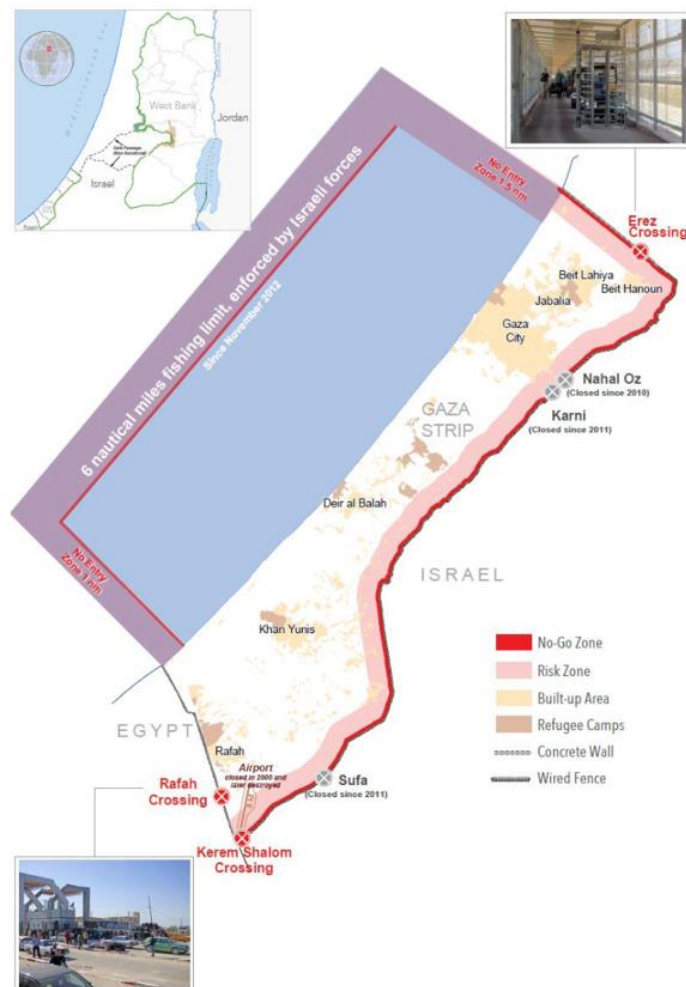 Mediterranean Sea
West Bank
Jordan
Israel
6 nautical miles fishing limit, enforced by Israeli forces
Since November 2012
No Entry
Zone 1.5 nm
Erez
Crossing
Beit Lahiya
Beit Hanoun
Jabalia
Gaza
City
Nahal Oz
(Closed since 2010)
Karni
(Closed since 2011)
GAZA
STRIP
Deir al Balah
No Entry
Zone 1 nm
ISRAEL
Khan Yunis
No-Go Zone
Risk Zone
Built-up Area
Refugee Camps
Concrete Wall
Wired Fence
EGYPT
Rafah
Airport
closed in 2000 and
later destroyed
Sufa
(Closed since 2011)
Rafah
Crossing
Kerem Shalom
Crossing